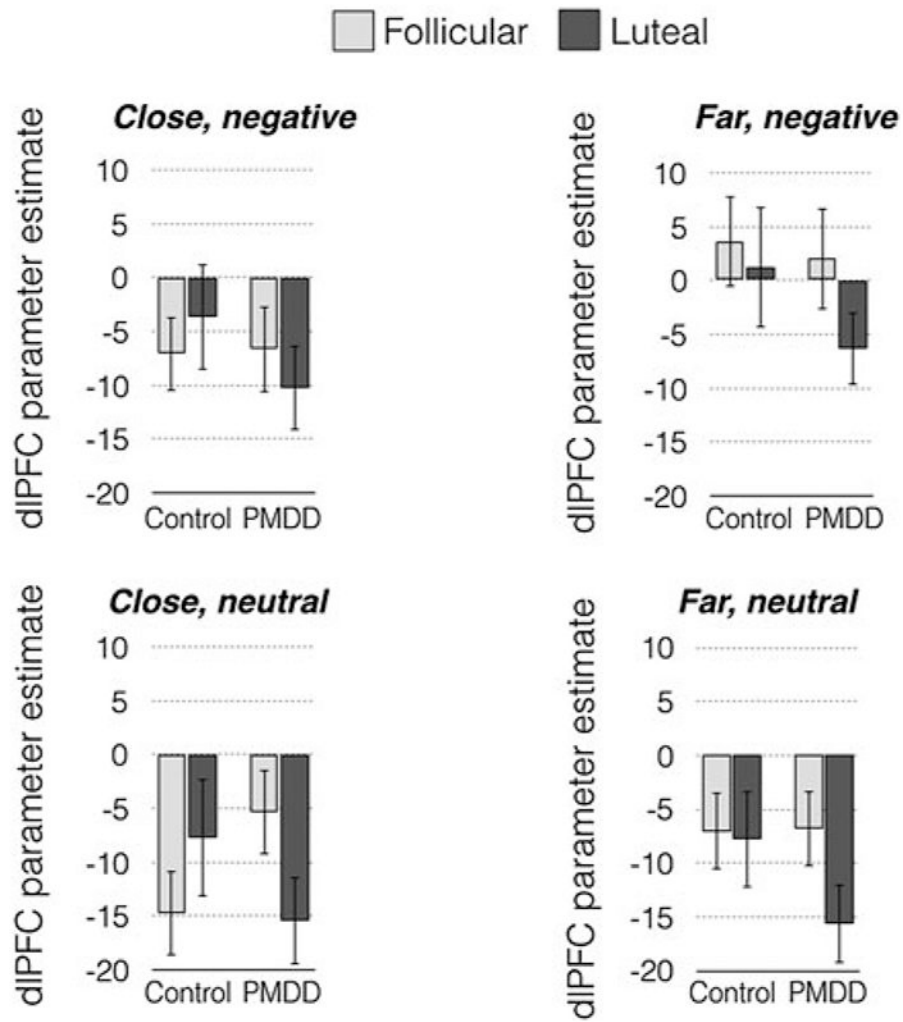 Follicular Luteal
Close, negative
dlPFC parameter estimate
10
5
0
-5
-10
-15
-20
Control PMDD
Far, negative
dlPFC parameter estimate
10
5
0
-5
-10
-15
-20
Control PMDD
Close, neutral
dlPFC parameter estimate
10
5
0
-5
-10
-15
-20
Control PMDD
Far, neutral
dlPFC parameter estimate
10
5
0
-5
-10
-15
-20
Control PMDD